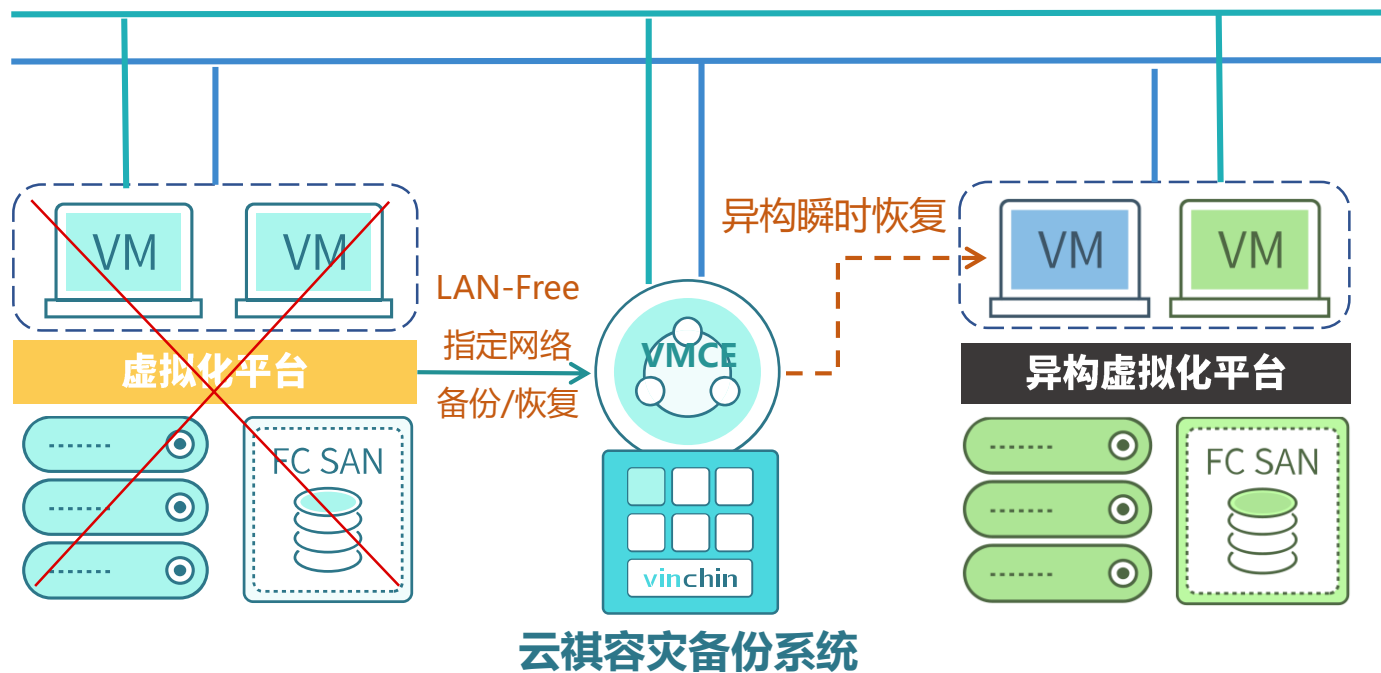 VM
VM
虚拟化平台
FC SAN
LAN-Free
指定网络
备份/恢复
VMCE
vinchin
云祺容灾备份系统
异构瞬时恢复
VM
VM
异构虚拟化平台
FC SAN